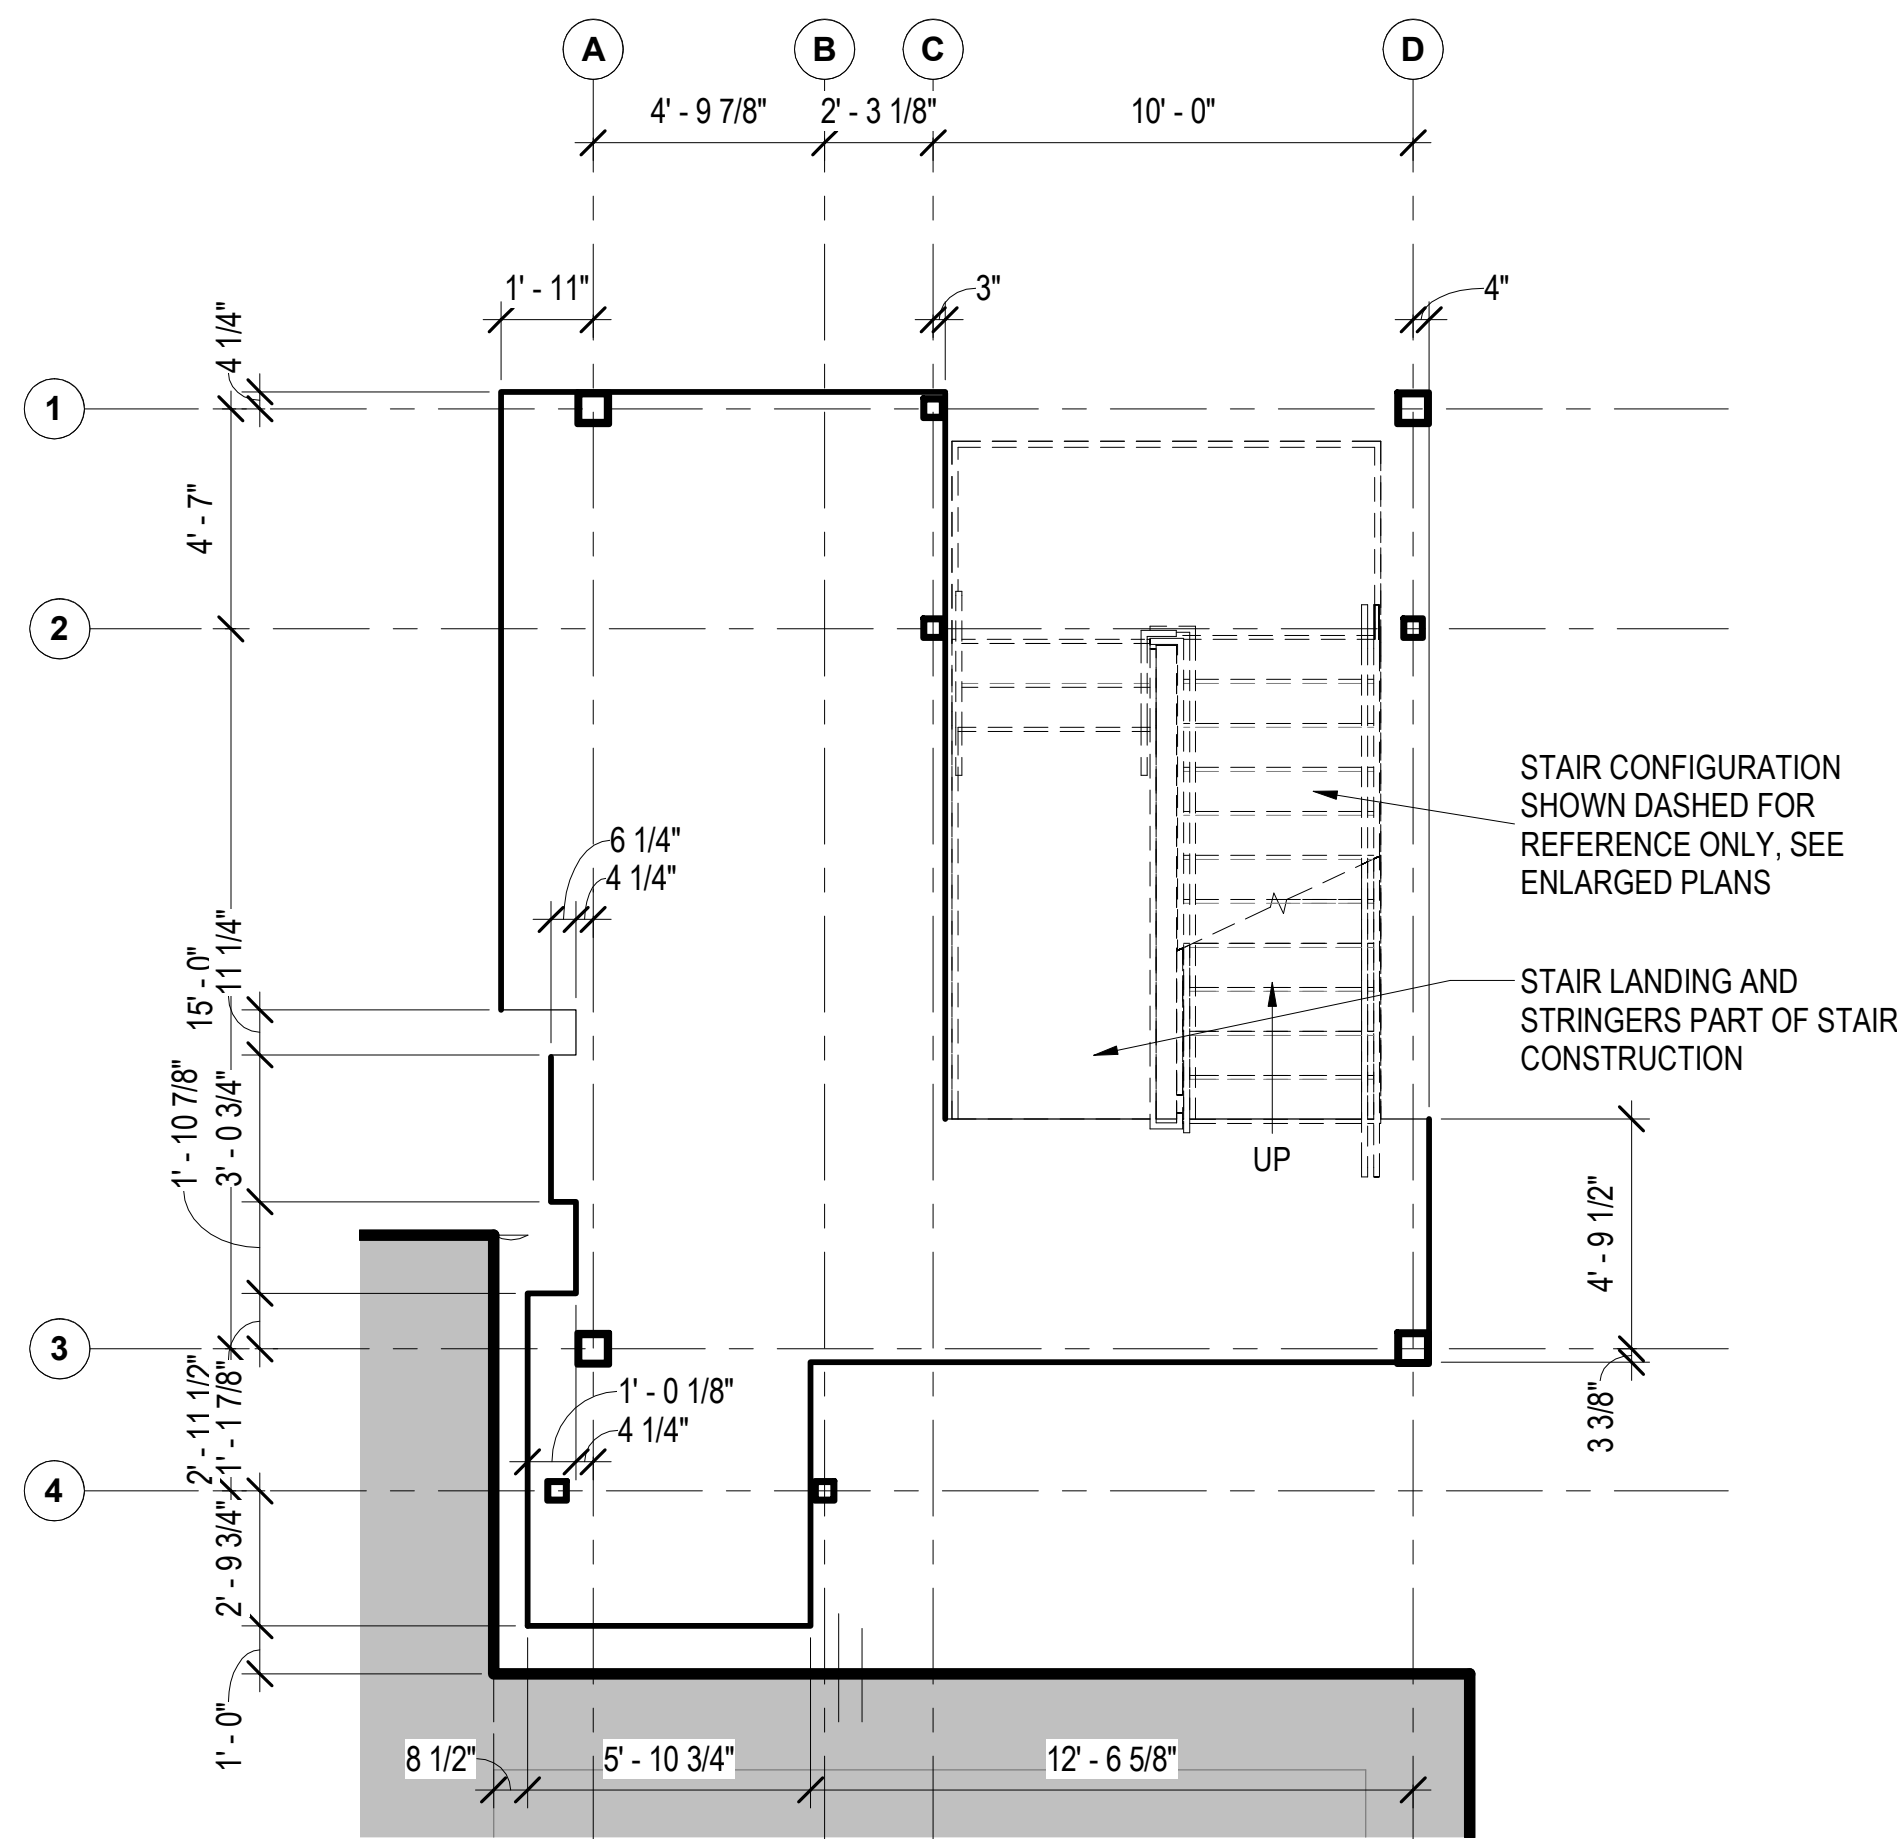 A
B
C
D
4' - 9 7/8"
2' - 3 1/8"
10' - 0"
1' - 11"
3"
4"
4 1/4"
1
4' - 7"
2
STAIR CONFIGURATION
SHOWN DASHED FOR
REFERENCE ONLY, SEE
ENLARGED PLANS
6 1/4"
4 1/4"
15' - 0"
11 1/4"
STAIR LANDING AND
STRINGERS PART OF STAIR
CONSTRUCTION
1' - 10 7/8"
3' - 0 3/4"
UP
4' - 9 1/2"
3
2' - 11 1/2"
1' - 1 7/8"
1' - 0 1/8"
4 1/4"
3 3/8"
4
2' - 9 3/4"
1' - 0"
8 1/2"
5' - 10 3/4"
12' - 6 5/8"